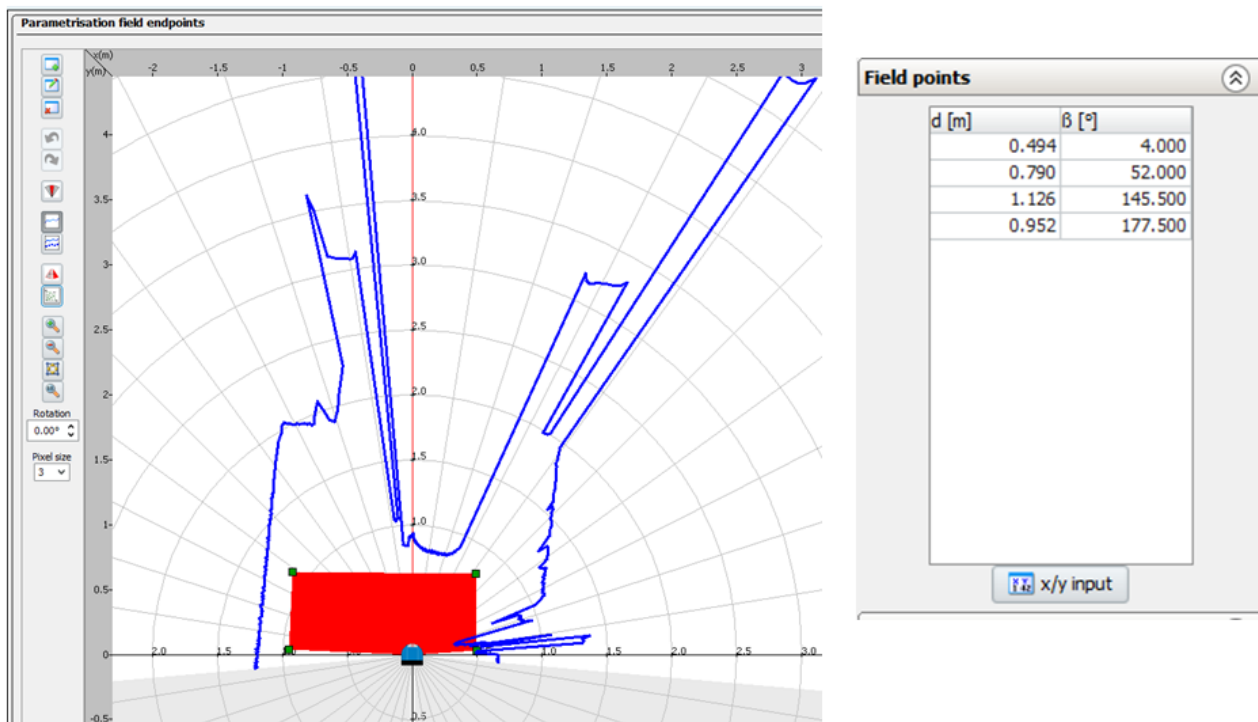 Parametrisation field endpoints
x(m)
y(m)
-2 -1.5 -1 -0.5 0 0.5 1 1.5 2 2.5 3
4
3.5
3
2.5
2
1.5
1
0.5
0
-0.5
4.0
3.5
3.0
2.5
2.0
1.5
1.0
2.0 1.5 1.0 0.5 1.0 1.5 2.0 2.5 3.0
0.5
Rotation
0.00°
Pixel size
3
Field points
d [m] ß [°]
0.494 4.000
0.790 52.000
1.126 145.500
0.952 177.500
x/y input